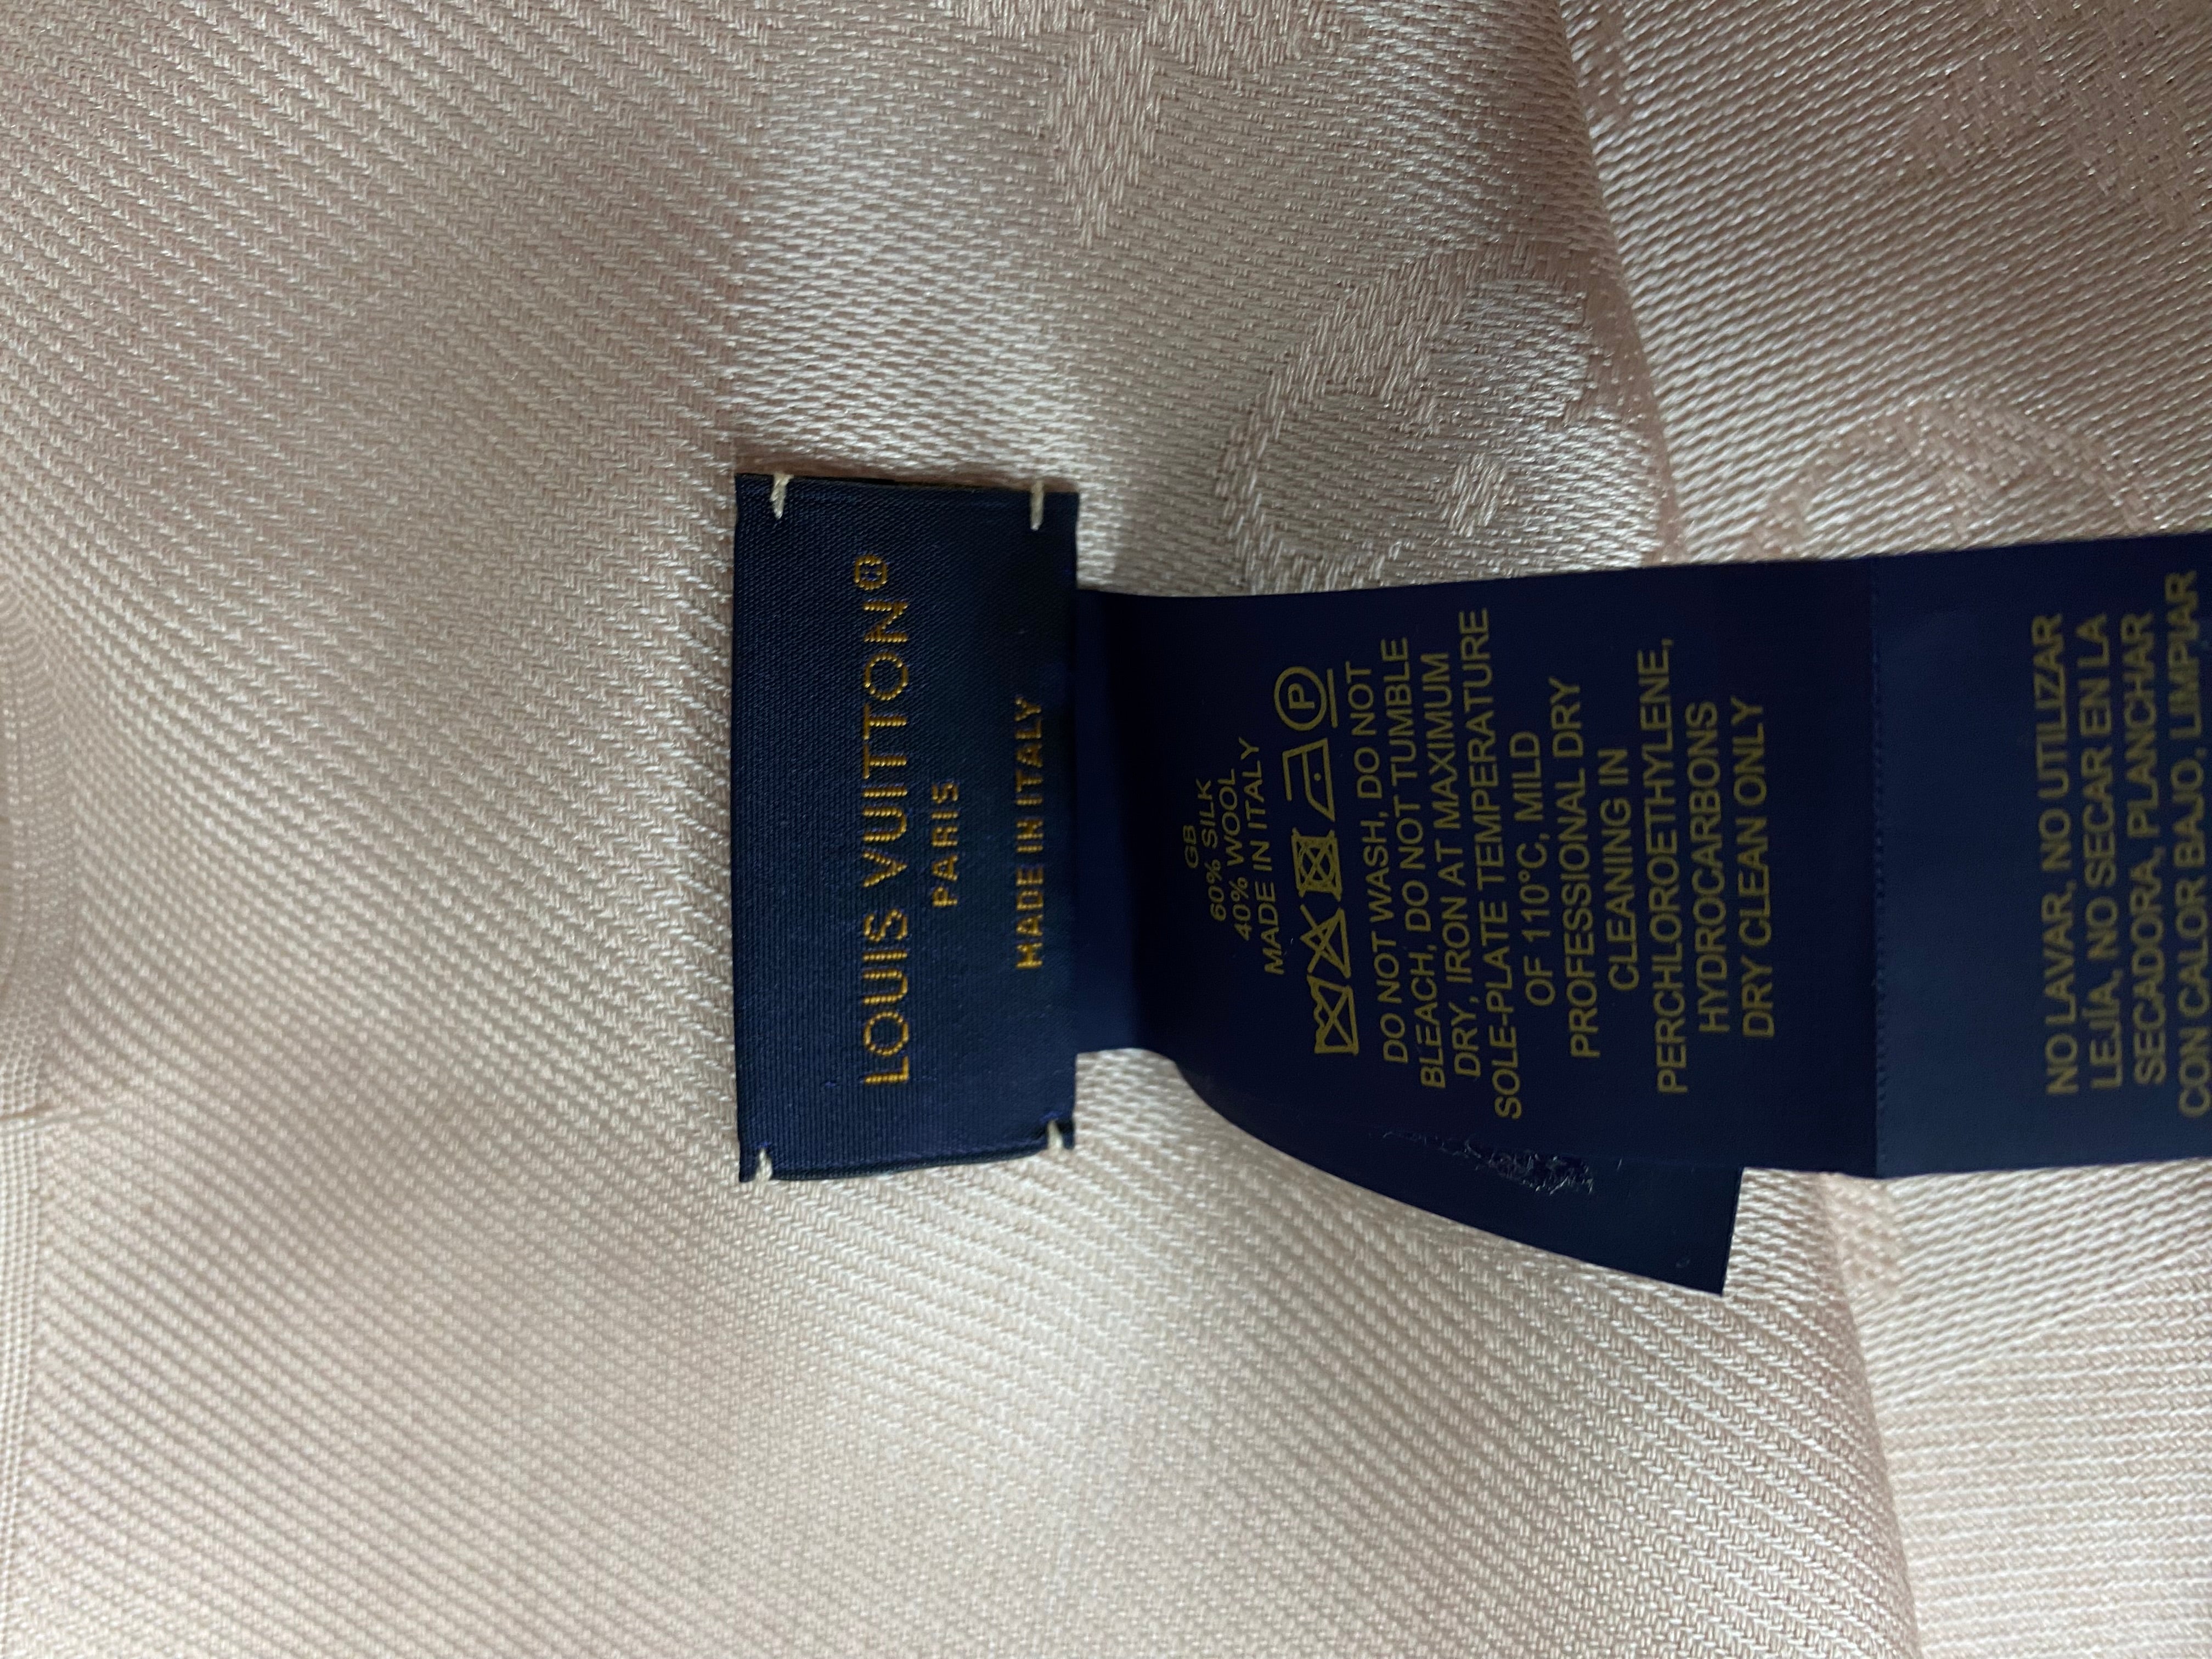 LOUIS VUITTON®
PARIS
MADE IN ITALY
GB
60% SILK
40% WOOL
MADE IN ITALY
P
DO NOT WASH, DO NOT
BLEACH, DO NOT TUMBLE
DRY, IRON AT MAXIMUM
SOLE-PLATE TEMPERATURE
OF 110°C, MILD
PROFESSIONAL DRY
CLEANING IN
PERCHLOROETHYLENE,
HYDROCARBONS
DRY CLEAN ONLY
NO LAVAR, NO UTILIZAR
LEJÍA, NO SECAR EN LA
SECADORA, PLANCHAR
CON CALOR BAJO, LIMPIAR